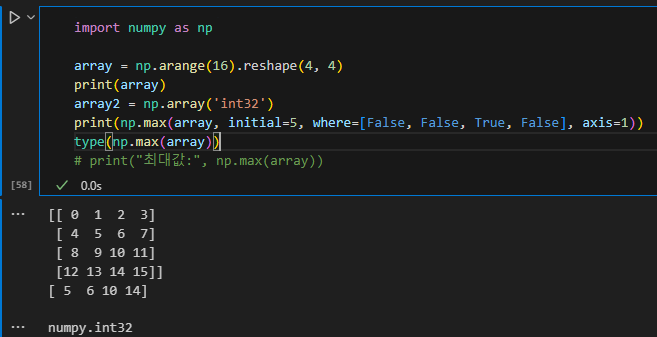 import numpy as np
array = np.arange(16).reshape(4, 4)
print(array)
array2 = np.array('int32')
print(np.max(array, initial=5, where=[False, False, True, False], axis=1))
type(np.max(array))
# print("최대값:", np.max(array))
[58] ✓ 0.0s
... [[ 0  1  2  3]
 [ 4  5  6  7]
 [ 8  9 10 11]
 [12 13 14 15]]
[ 5  6 10 14]
... numpy.int32